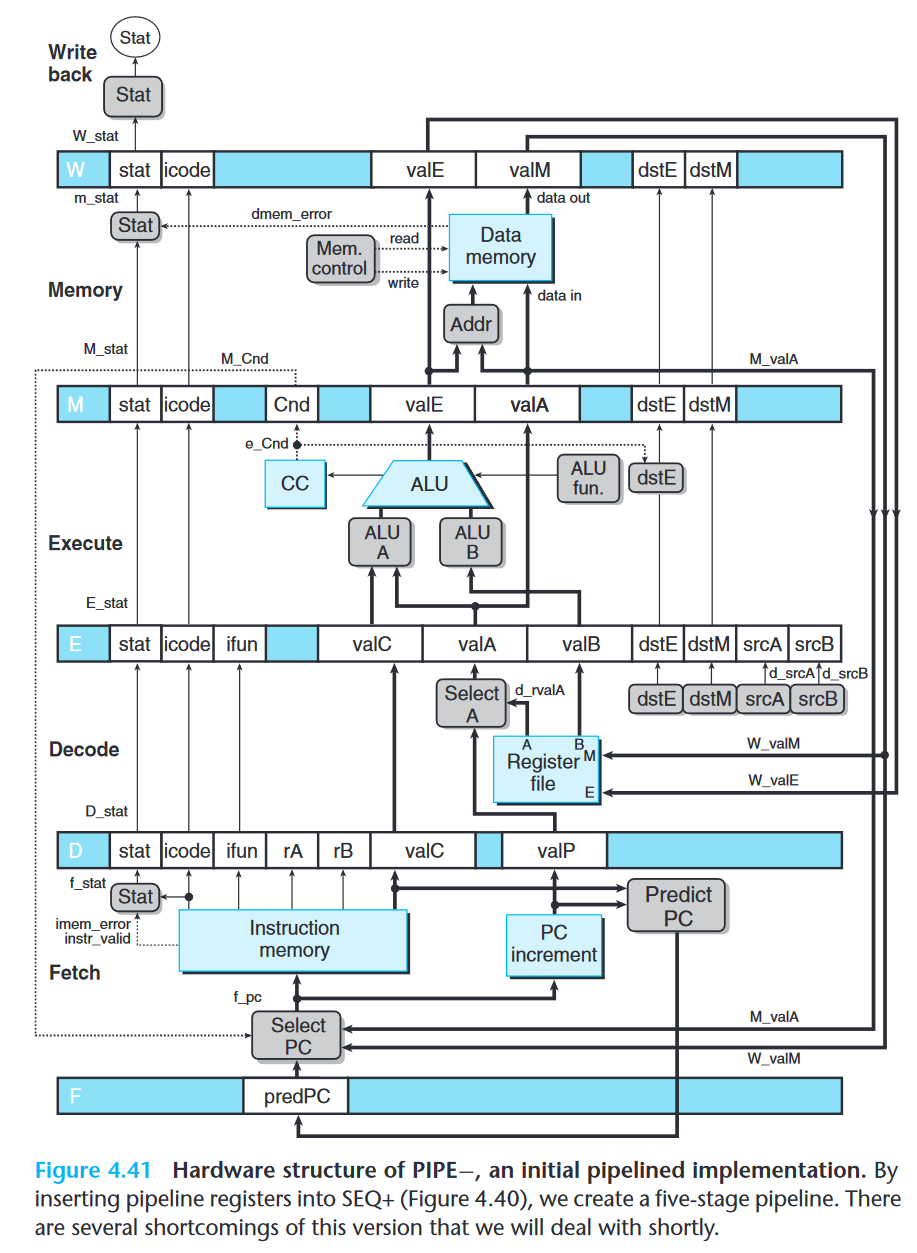 Stat
Write
back
Stat
W_stat
W stat icode valE valM dstE dstM
m_stat
data out
Stat
dmem_error
read
Mem.
control
write
Data
memory
Memory
data in
Addr
M_stat
M_Cnd
M_valA
M stat icode Cnd valE valA dstE dstM
e_Cnd
CC
ALU
ALU
fun.
dstE
ALU
A
ALU
B
Execute
E_stat
E stat icode ifun valC valA valB dstE dstM srcA srcB
d_srcA d_srcB
Select
A
d_rvalA
dstE dstM srcA srcB
Decode
A B
M
Register
file
E
W_valM
W_valE
D_stat
D stat icode ifun rA rB valC valP
f_stat
Stat
imem_error
instr_valid
Instruction
memory
PC
increment
Predict
PC
Fetch
f_pc
Select
PC
M_valA
W_valM
F predPC
Figure 4.41 Hardware structure of PIPE−, an initial pipelined implementation. By
inserting pipeline registers into SEQ+ (Figure 4.40), we create a five-stage pipeline. There
are several shortcomings of this version that we will deal with shortly.